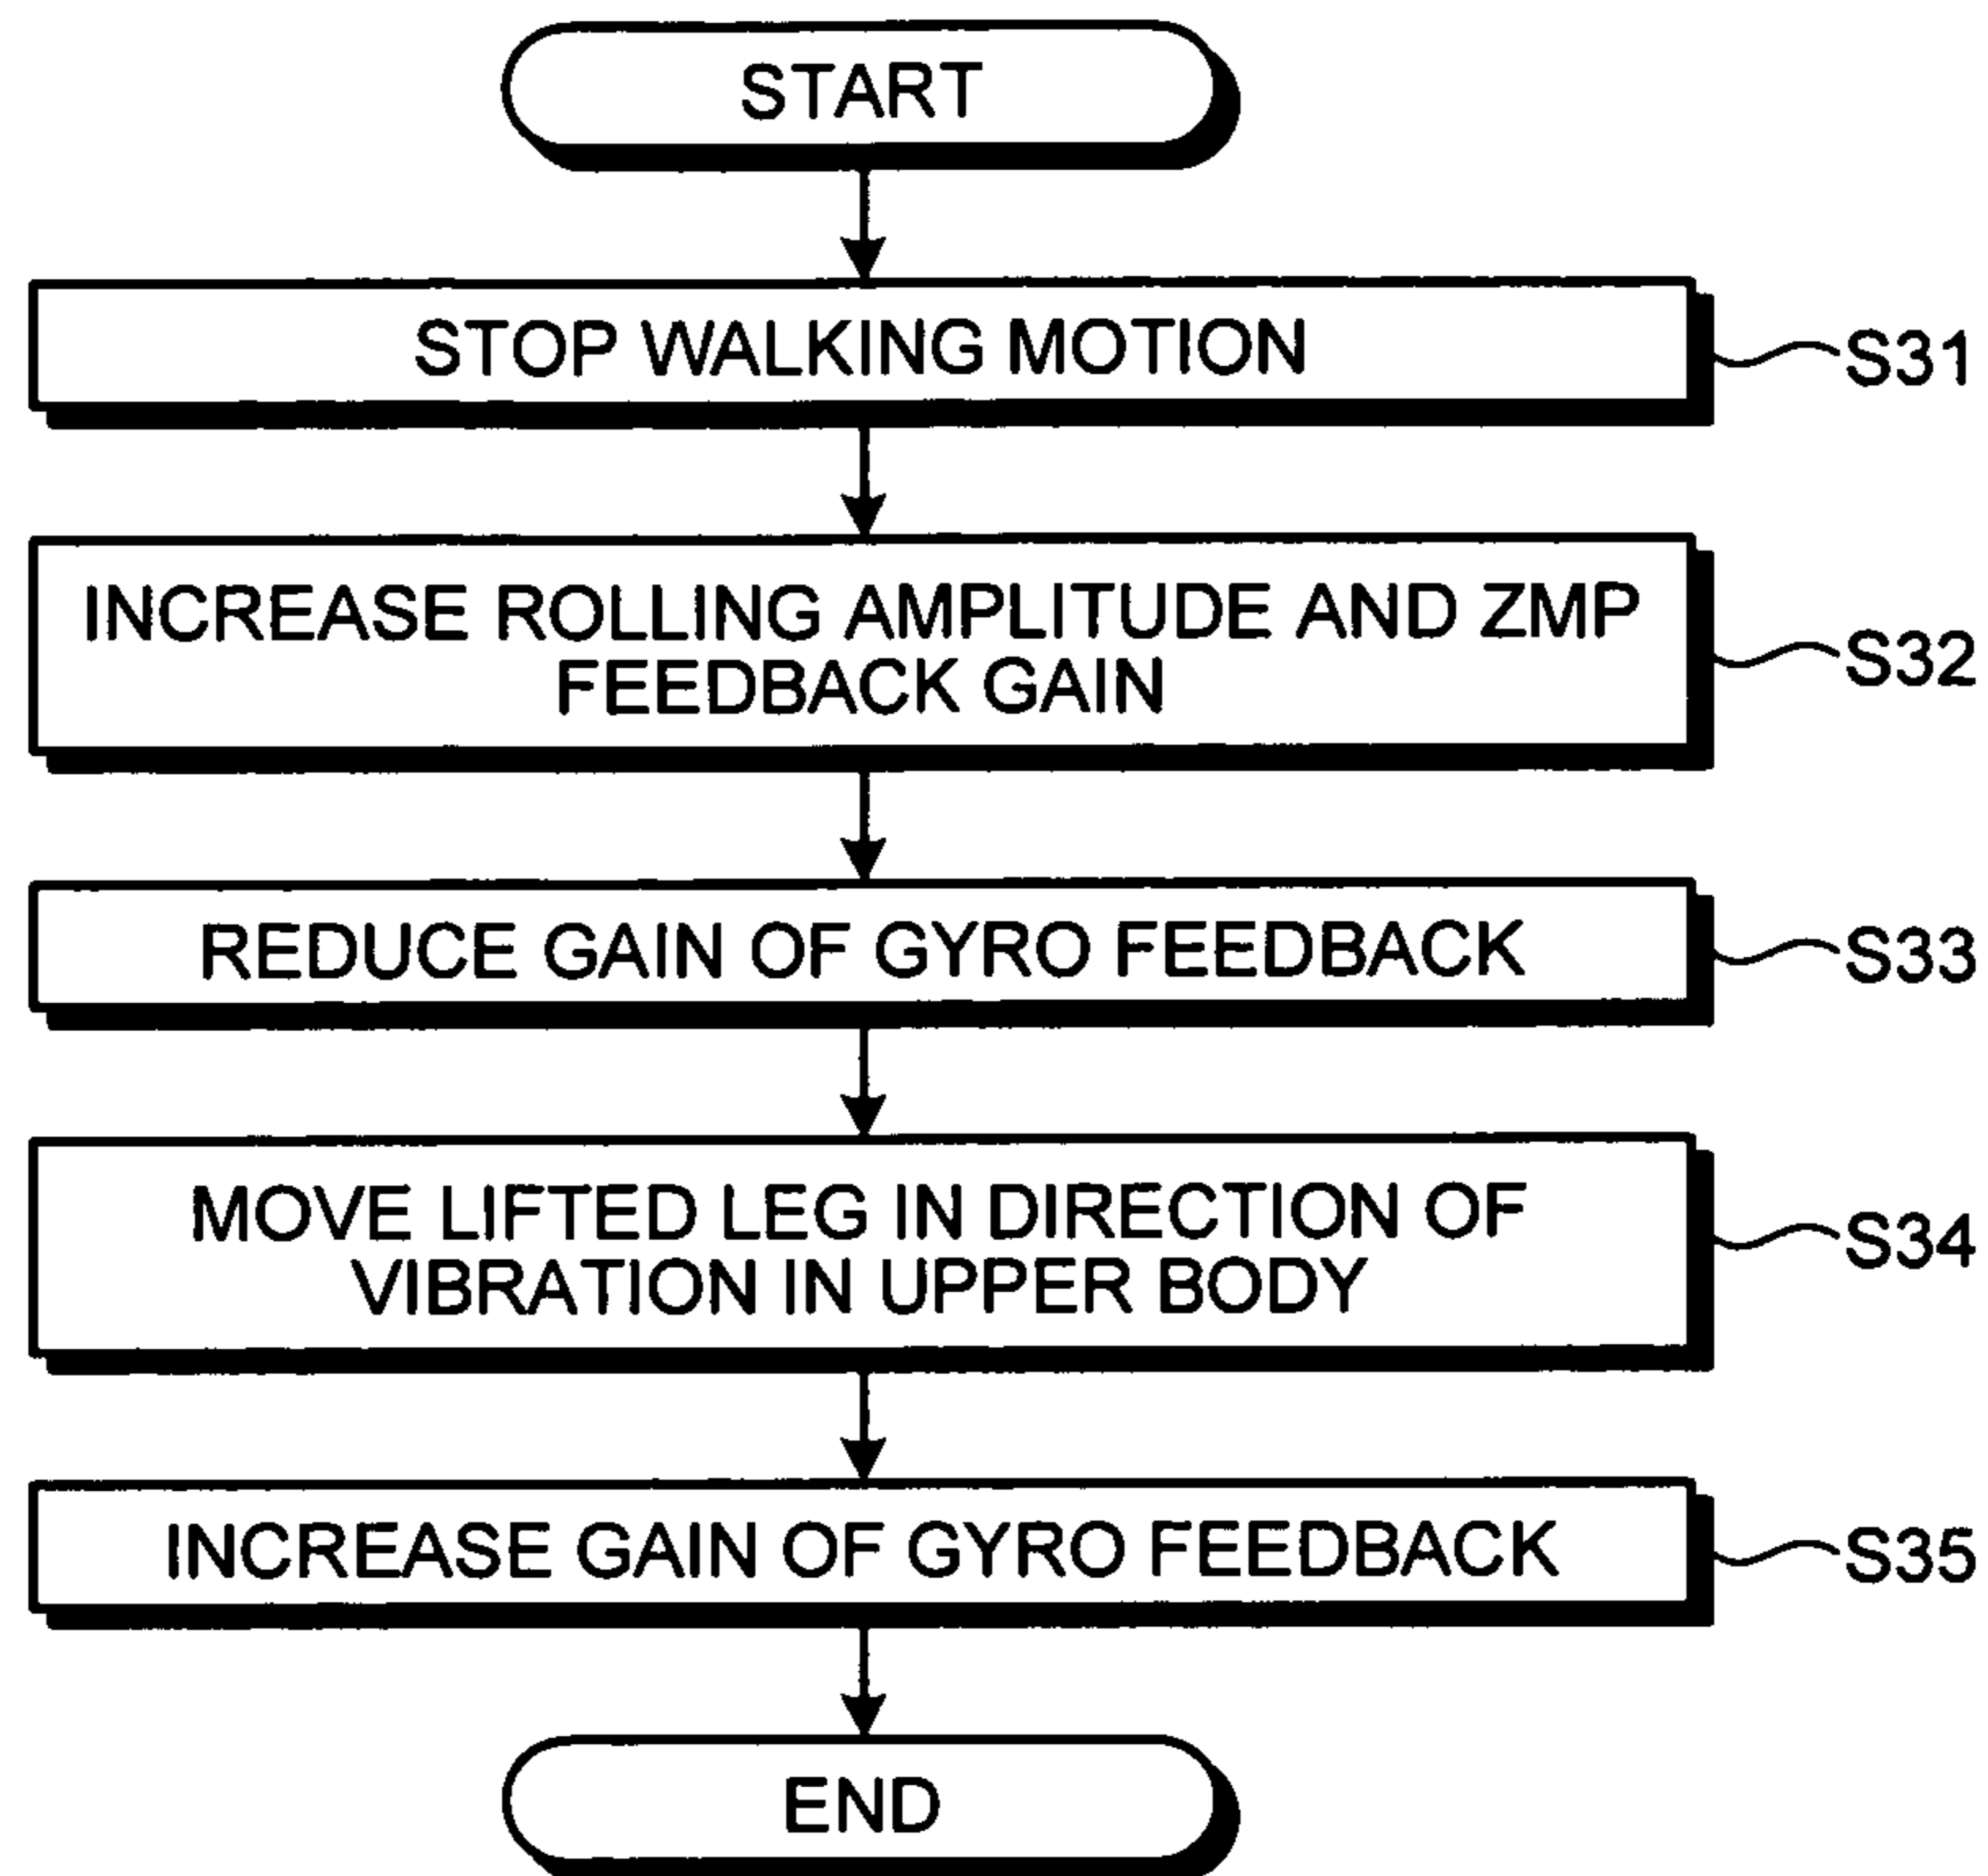 START
STOP WALKING MOTION
S31
INCREASE ROLLING AMPLITUDE AND ZMP
FEEDBACK GAIN
S32
REDUCE GAIN OF GYRO FEEDBACK
S33
MOVE LIFTED LEG IN DIRECTION OF
VIBRATION IN UPPER BODY
S34
INCREASE GAIN OF GYRO FEEDBACK
S35
END